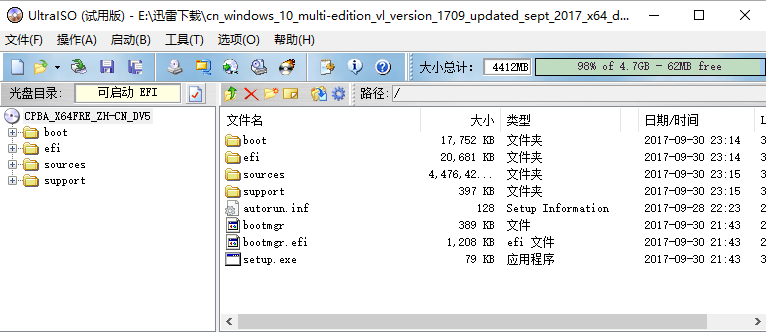 UltraISO (试用版) - E:\迅雷下载\cn_windows_10_multi-edition_vl_version_1709_updated_sept_2017_x64_d...
文件(F) 操作(A) 启动(B) 工具(T) 选项(O) 帮助(H)
大小总计: 4412MB 98% of 4.7GB - 62MB free
光盘目录: 可启动 EFI 路径: /
CPBA_X64FRE_ZH-CN_DV5
boot
efi
sources
support
文件名 大小 类型 日期/时间 L
boot 17,752 KB 文件夹 2017-09-30 23:14 3
efi 20,681 KB 文件夹 2017-09-30 23:14 3
sources 4,476,42... 文件夹 2017-09-30 23:15 3
support 397 KB 文件夹 2017-09-30 23:15 3
autorun.inf 128 Setup Information 2017-09-28 22:23 2
bootmgr 389 KB 文件 2017-09-30 21:43 2
bootmgr.efi 1,208 KB efi 文件 2017-09-30 21:43 2
setup.exe 79 KB 应用程序 2017-09-30 21:43 2